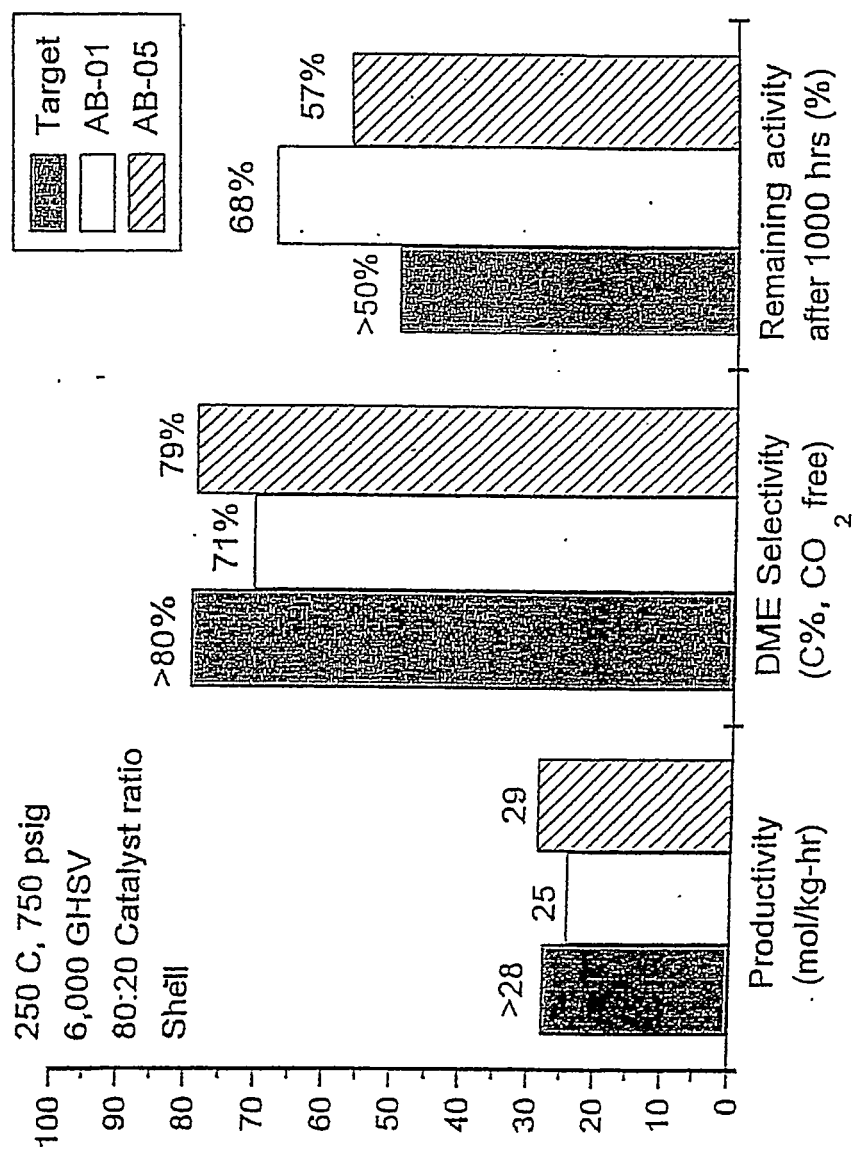 250 C, 750 psig
6,000 GHSV
80:20 Catalyst ratio
Shell
Target
AB-01
AB-05
100
90
80
70
60
50
40
30
20
10
0
>28
25
29
>80%
71%
79%
>50%
68%
57%
Productivity
(mol/kg-hr)
DME Selectivity
(C%, CO2 free)
Remaining activity
after 1000 hrs (%)